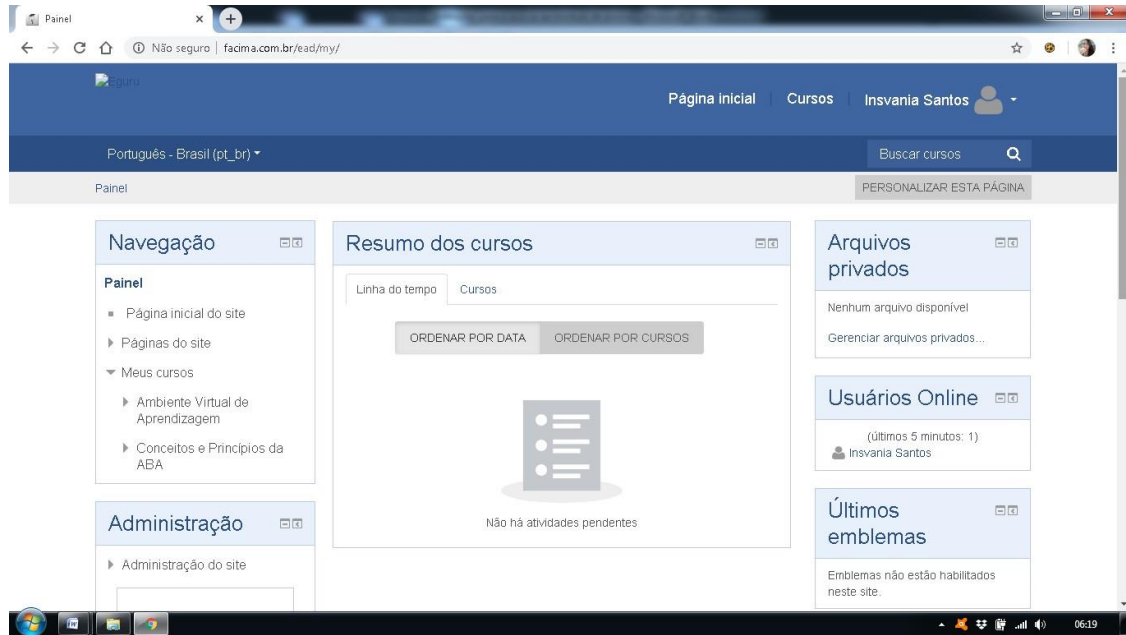 Painel
Não seguro | facima.com.br/ead/my/
Eguru
Página inicial
Cursos
Insvania Santos
Português - Brasil (pt_br)
Buscar cursos
Painel
PERSONALIZAR ESTA PÁGINA
Navegação
Painel
Página inicial do site
Páginas do site
Meus cursos
Ambiente Virtual de
Aprendizagem
Conceitos e Princípios da
ABA
Administração
Administração do site
Resumo dos cursos
Linha do tempo
Cursos
ORDENAR POR DATA
ORDENAR POR CURSOS
Não há atividades pendentes
Arquivos
privados
Nenhum arquivo disponível
Gerenciar arquivos privados...
Usuários Online
(últimos 5 minutos: 1)
Insvania Santos
Últimos
emblemas
Emblemas não estão habilitados
neste site.
06:19